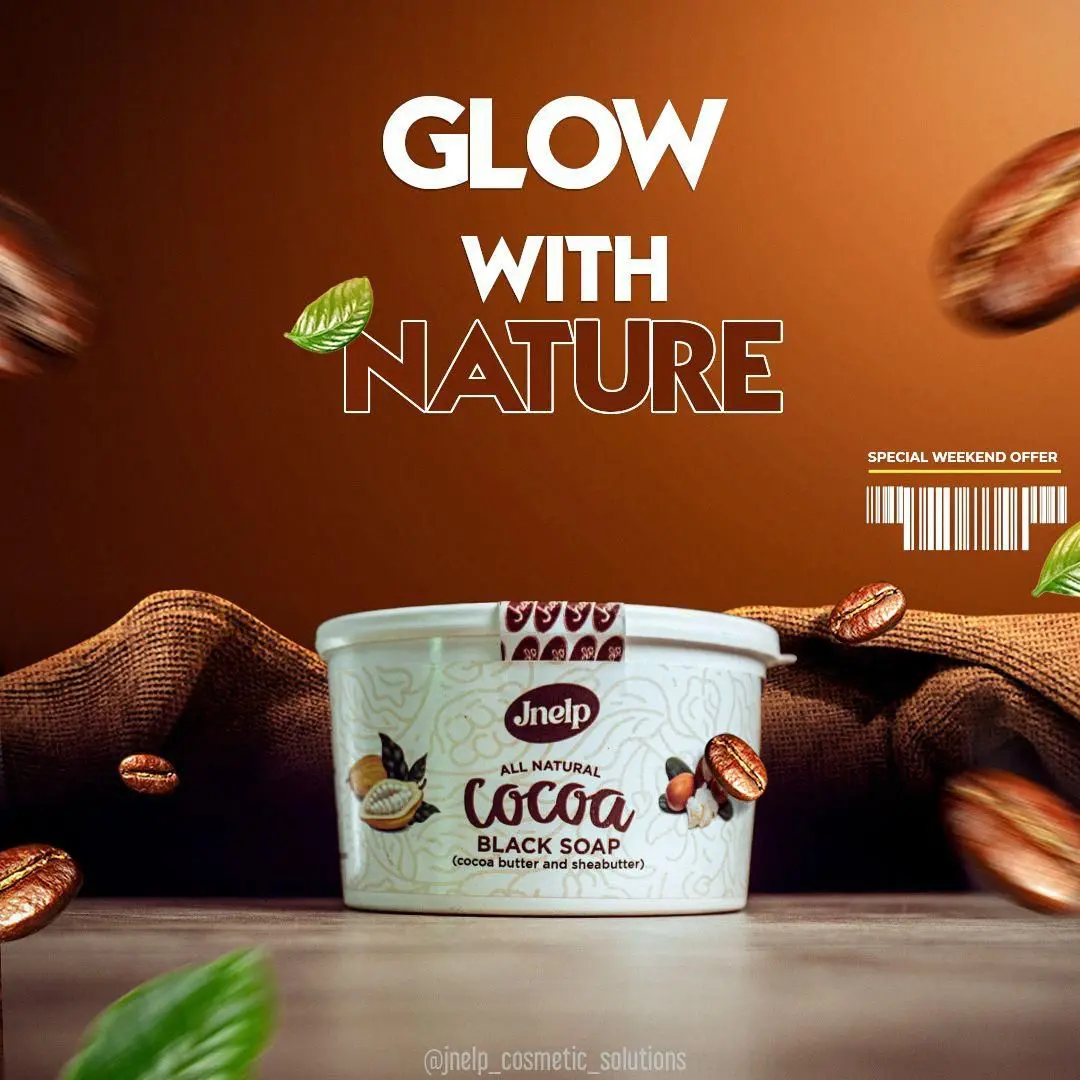 GLOW
WITH
NATURE
SPECIAL WEEKEND OFFER
Jnelp
ALL NATURAL
Cocoa
BLACK SOAP
(cocoa butter and sheabutter)
@jnelp_cosmetic_solutions